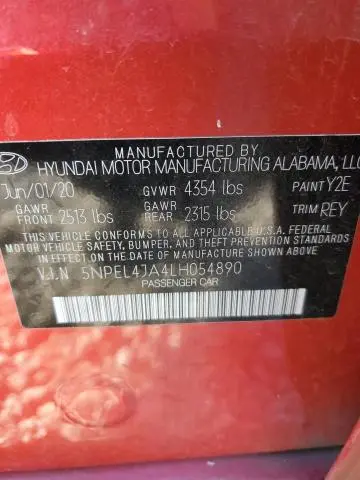 MANUFACTURED BY
HYUNDAI MOTOR MANUFACTURING ALABAMA, LLC
Jun/01/20 GVWR 4354 lbs PAINT Y2E
GAWR FRONT 2513 lbs GAWR REAR 2315 lbs TRIM REY
THIS VEHICLE CONFORMS TO ALL APPLICABLE U.S.A. FEDERAL
MOTOR VEHICLE SAFETY, BUMPER, AND THEFT PREVENTION
STANDARDS IN EFFECT ON THE DATE OF MANUFACTURE SHOWN ABOVE.
V.I.N. 5NPEL4JA4LH054890
PASSENGER CAR